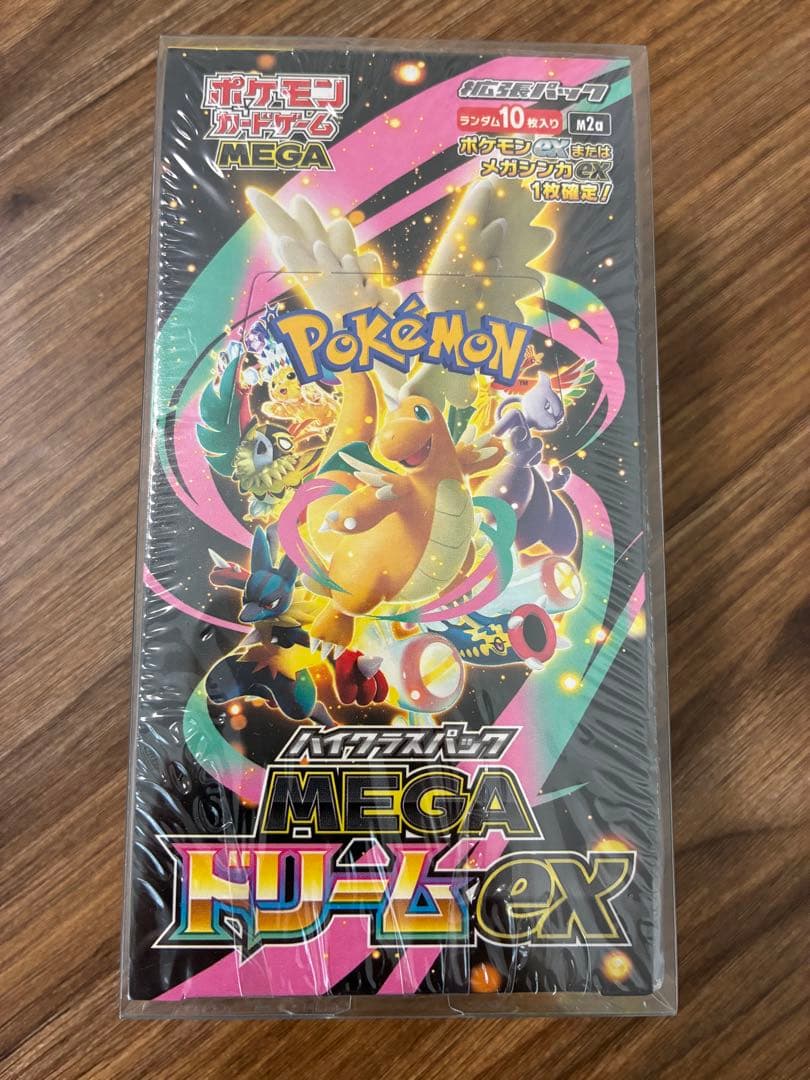 ポケモン
カードゲーム
MEGA
拡張パック
ランダム10枚入り m2a
ポケモンexまたは
メガシンカex
1枚確定!
POKÉMON
TM
ハイクラスパック
MEGA
ドリームex